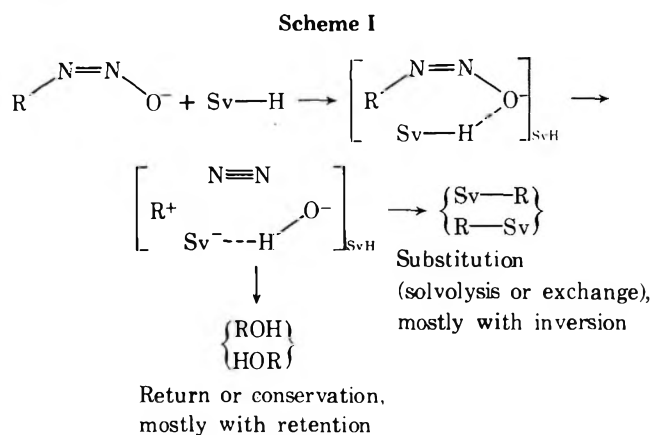 Scheme I
R N=N O⁻ + Sv—H → [R N=N O⁻ Sv—H]SvH →
[R⁺ N≡N Sv⁻---H O⁻]SvH → {Sv—R R—Sv}
Substitution
(solvolysis or exchange),
mostly with inversion
{ROH HOR}
Return or conservation,
mostly with retention